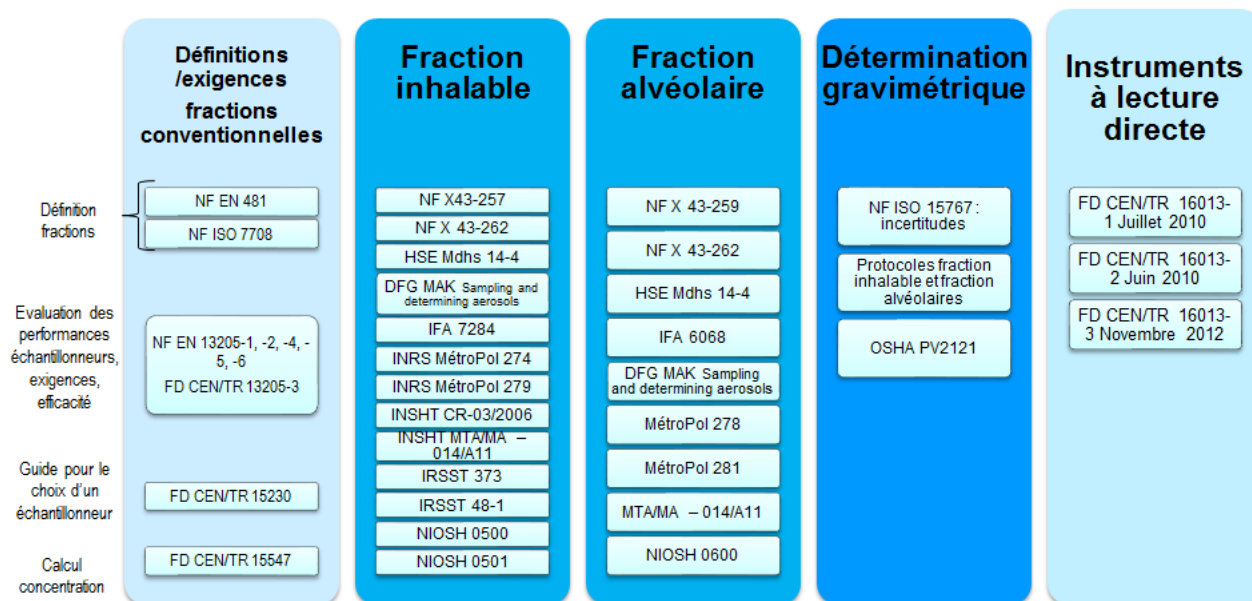 Définitions
/exigences
fractions
conventionnelles
Définition
fractions
NF EN 481
NF ISO 7708
Evaluation des
performances
échantillonneurs,
exigences,
efficacité
NF EN 13205-1, -2, -4, -
5, -6
FD CEN/TR 13205-3
Guide pour le
choix d'un
échantillonneur
FD CEN/TR 15230
Calcul
concentration
FD CEN/TR 15547
Fraction
inhalable
NF X43-257
NF X 43-262
HSE Mdhs 14-4
DFG MAK Sampling and
determining aerosols
IFA 7284
INRS MétroPol 274
INRS MétroPol 279
INSHT CR-03/2006
INSHT MTA/MA –
014/A11
IRSST 373
IRSST 48-1
NIOSH 0500
NIOSH 0501
Fraction
alvéolaire
NF X 43-259
NF X 43-262
HSE Mdhs 14-4
IFA 6068
DFG MAK Sampling
and determining aerosols
MétroPol 278
MétroPol 281
MTA/MA – 014/A11
NIOSH 0600
Détermination
gravimétrique
NF ISO 15767 :
incertitudes
Protocoles fraction
inhalable et fraction
alvéolaires
OSHA PV2121
Instruments
à lecture
directe
FD CEN/TR 16013-
1 Juillet 2010
FD CEN/TR 16013-
2 Juin 2010
FD CEN/TR 16013-
3 Novembre 2012